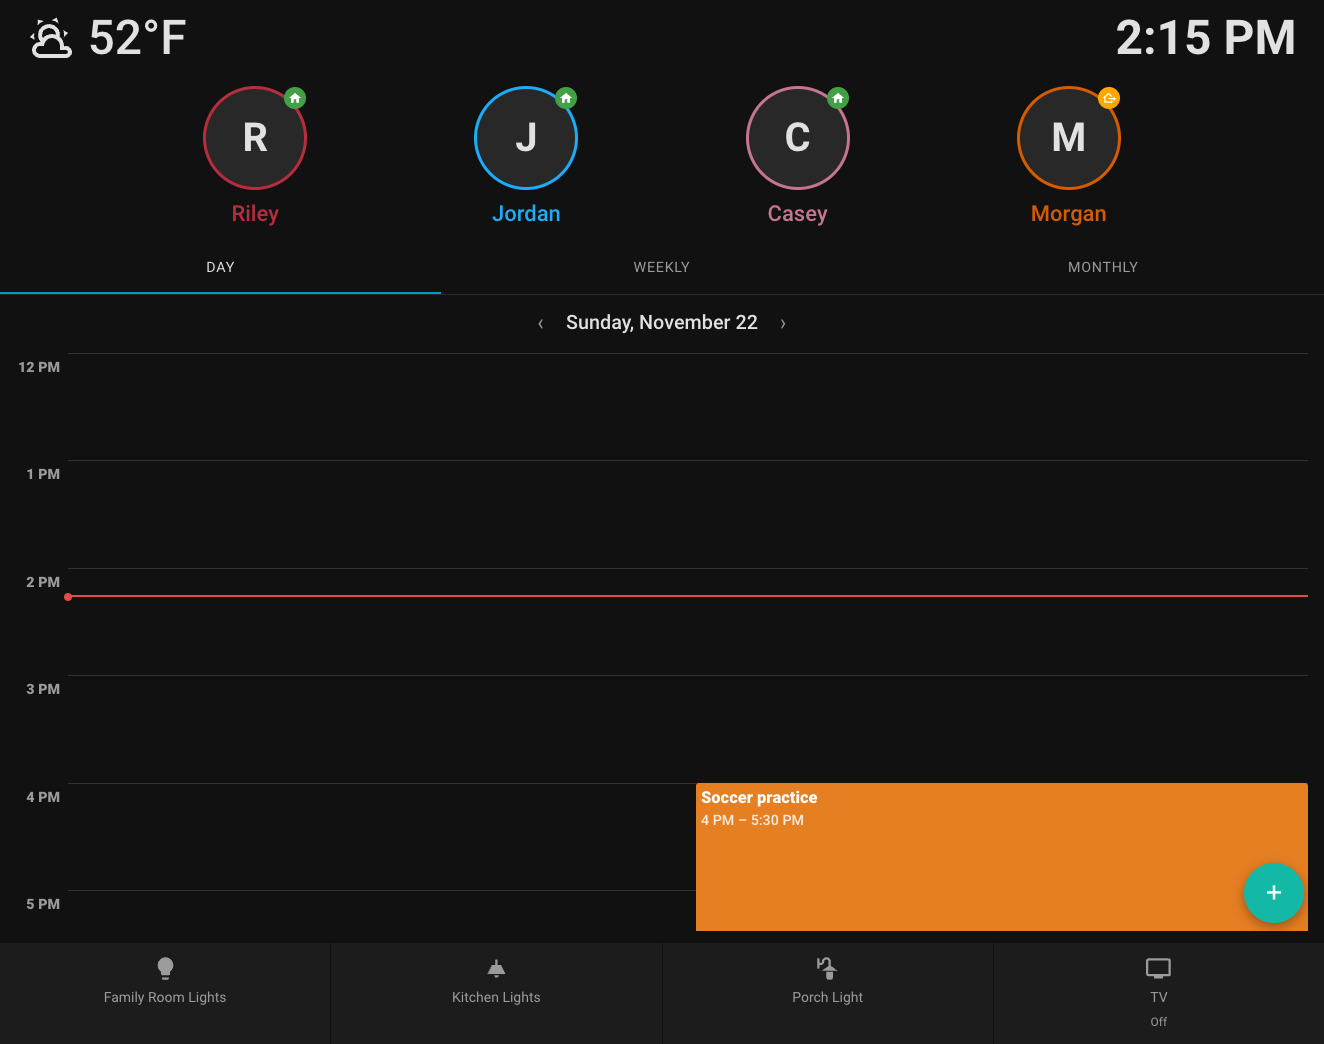 52°F
2:15 PM
R
J
C
M
Riley
Jordan
Casey
Morgan
DAY
WEEKLY
MONTHLY
‹ Sunday, November 22 ›
12 PM
1 PM
2 PM
3 PM
4 PM
Soccer practice
4 PM – 5:30 PM
5 PM
+
Family Room Lights
Kitchen Lights
Porch Light
TV
Off